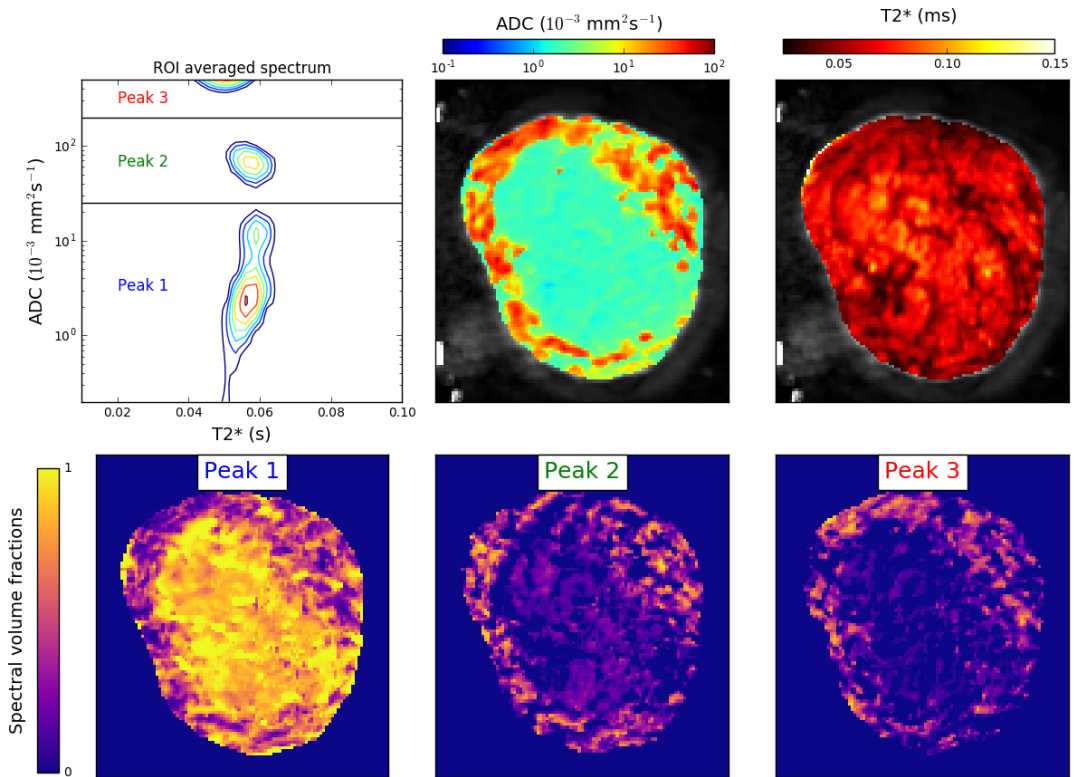 ADC (10⁻³ mm²s⁻¹)
T2* (ms)
10⁻¹ 10⁰ 10¹ 10²
0.05 0.10 0.15
ROI averaged spectrum
Peak 3
Peak 2
Peak 1
10²
10¹
10⁰
ADC (10⁻³ mm²s⁻¹)
0.02 0.04 0.06 0.08 0.10
T2* (s)
Peak 1
Peak 2
Peak 3
1
0
Spectral volume fractions